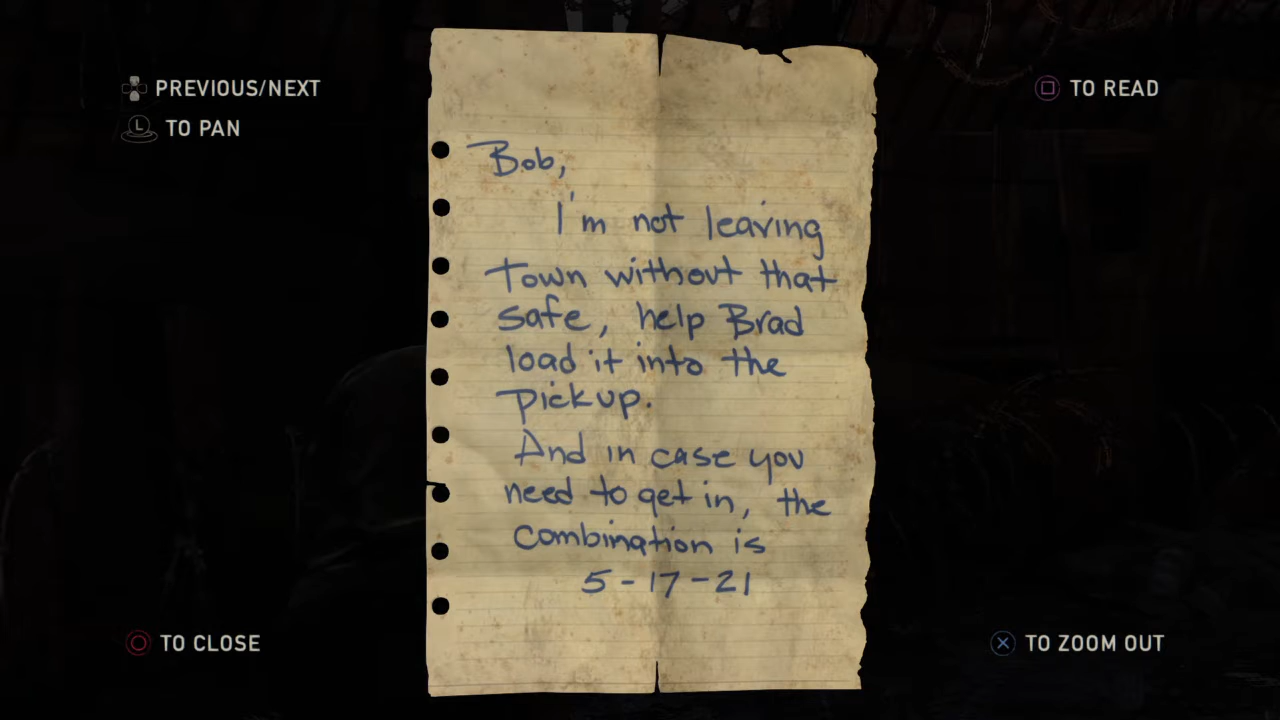 PREVIOUS/NEXT
L TO PAN
TO READ
Bob,
I'm not leaving
Town without that
safe, help Brad
load it into the
pickup.
And in case you
need to get in, the
combination is
5-17-21
TO CLOSE
TO ZOOM OUT